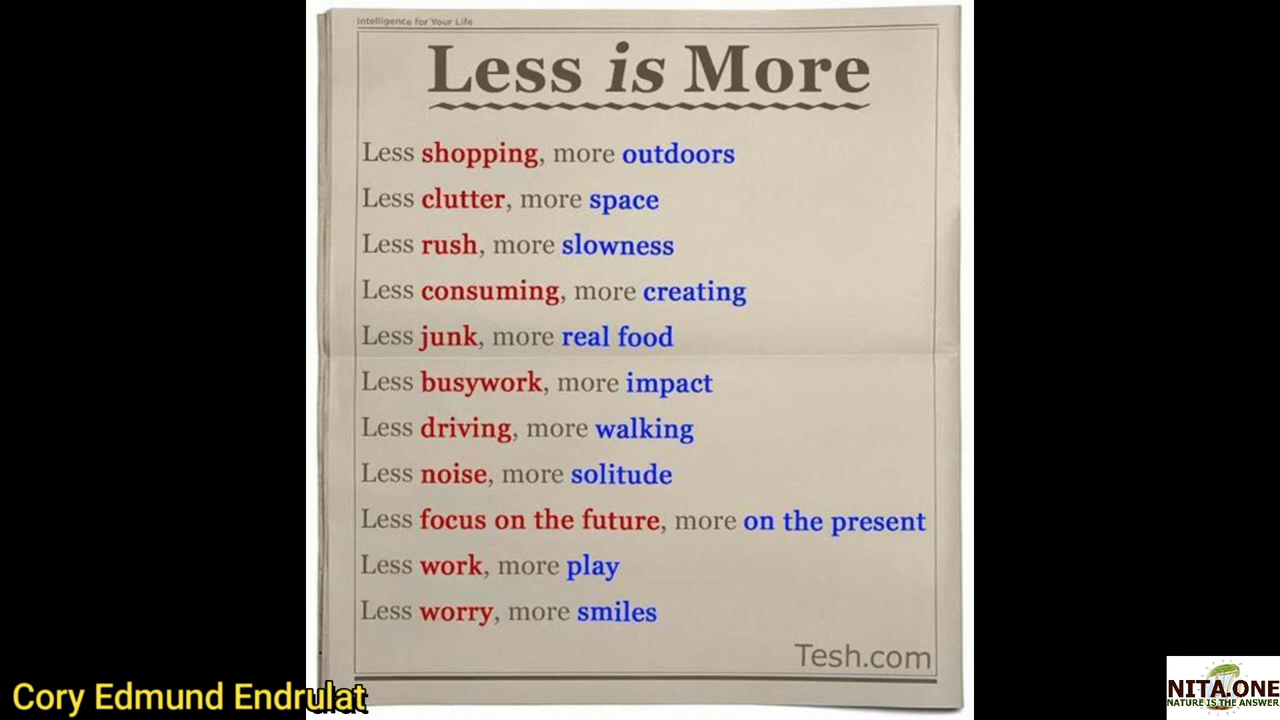 Intelligence for Your Life
Less is More
Less shopping, more outdoors
Less clutter, more space
Less rush, more slowness
Less consuming, more creating
Less junk, more real food
Less busywork, more impact
Less driving, more walking
Less noise, more solitude
Less focus on the future, more on the present
Less work, more play
Less worry, more smiles
Tesh.com
Cory Edmund Endrulat
NITA.ONE
NATURE IS THE ANSWER